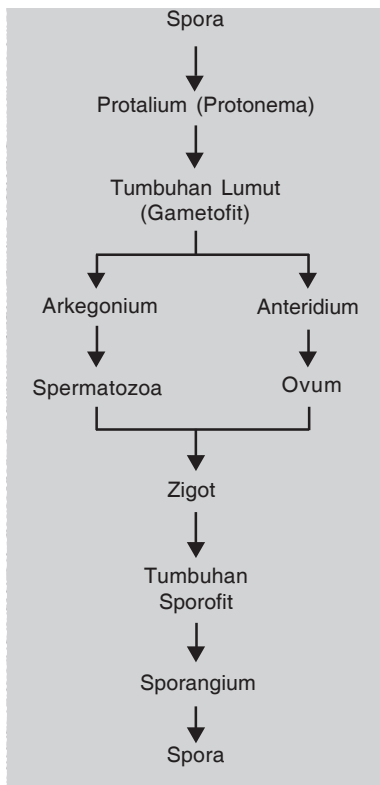 Spora
Protalium (Protonema)
Tumbuhan Lumut
(Gametofit)
Arkegonium
Anteridium
Spermatozoa
Ovum
Zigot
Tumbuhan
Sporofit
Sporangium
Spora